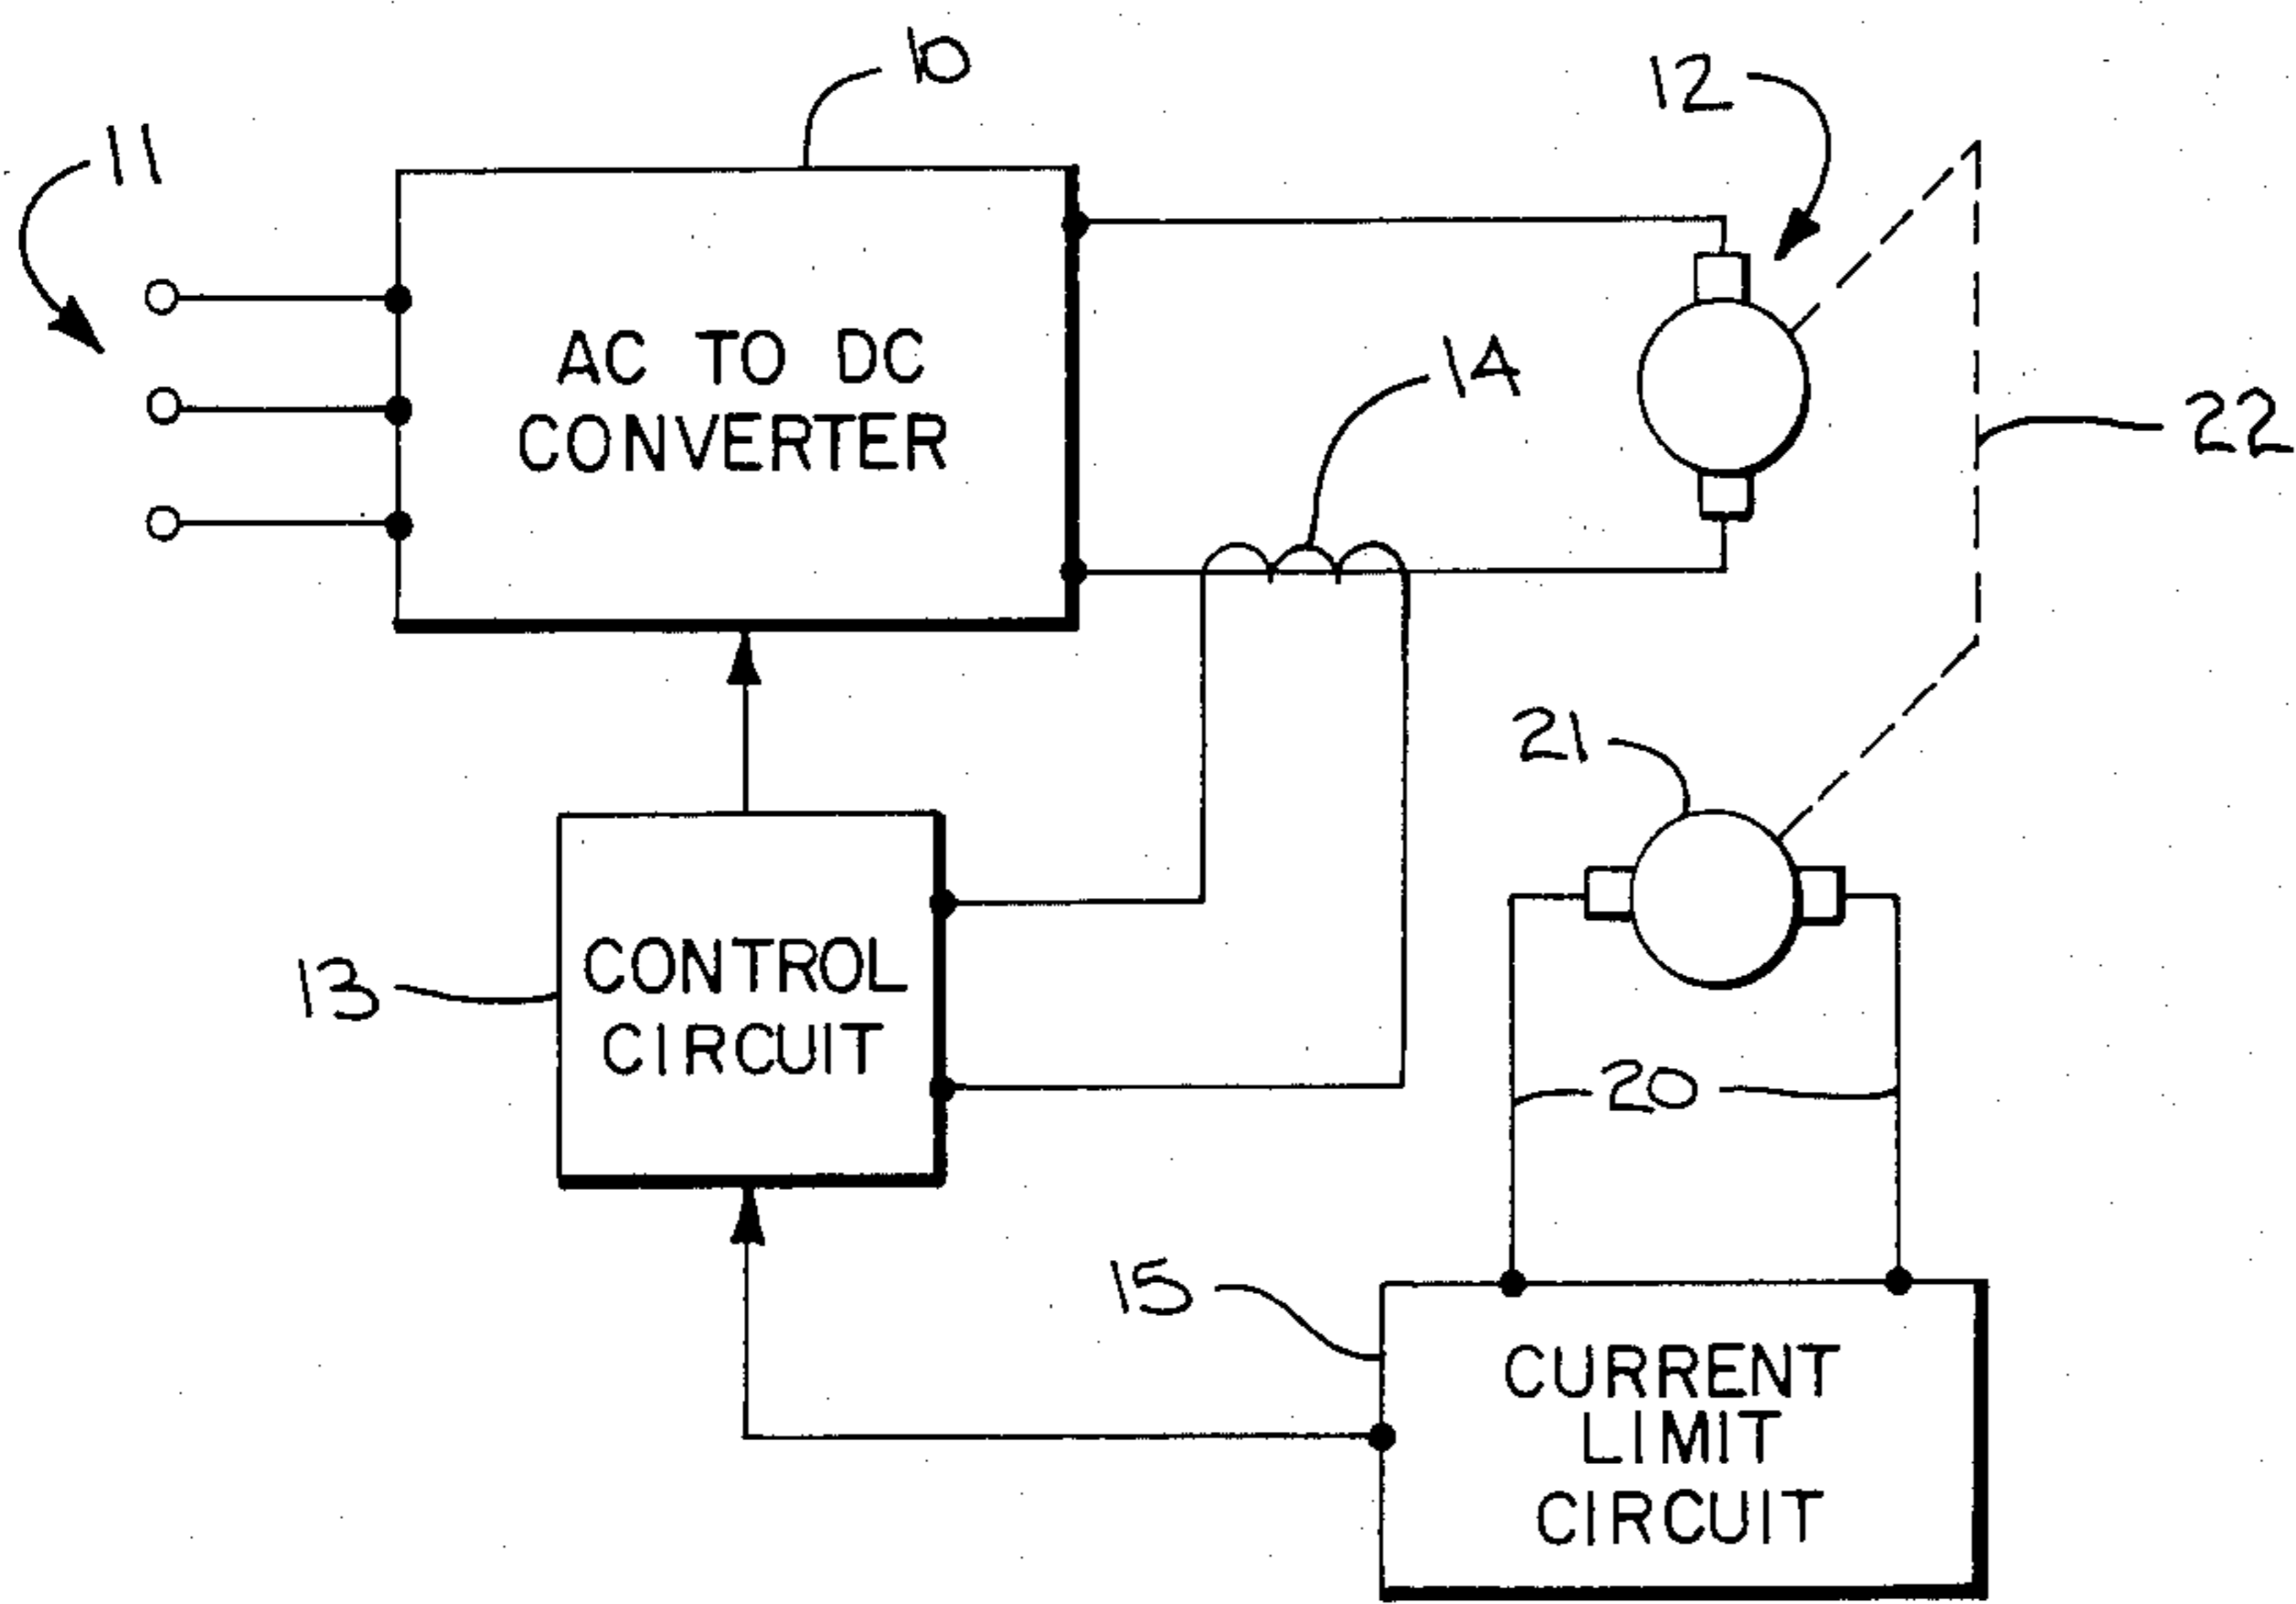 10
12
11
AC TO DC
CONVERTER
14
22
21
CONTROL
CIRCUIT
13
20
15
CURRENT
LIMIT
CIRCUIT